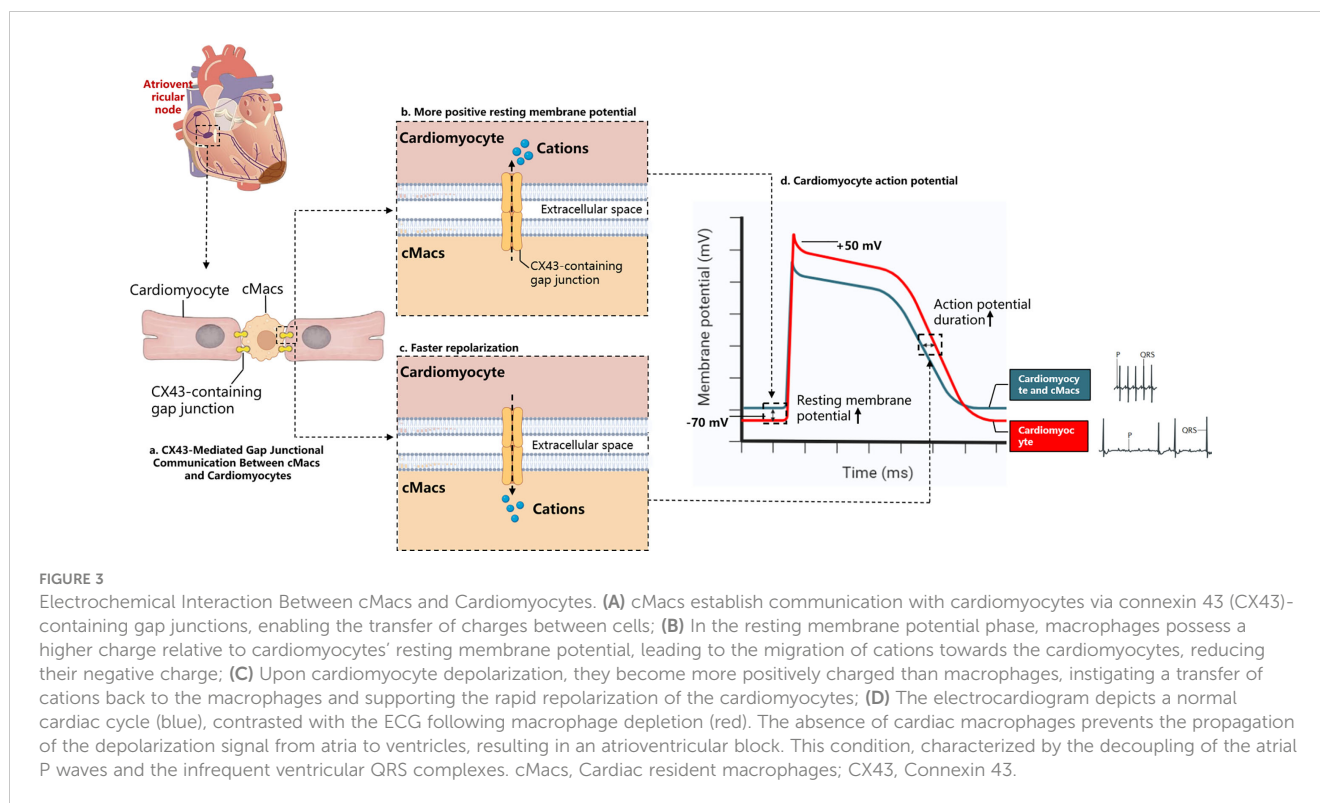 Atriovent
ricular
node
b. More positive resting membrane potential
Cardiomyocyte
Cations
Extracellular space
cMacs
CX43-containing
gap junction
Cardiomyocyte
cMacs
CX43-containing
gap junction
a. CX43-Mediated Gap Junctional
Communication Between cMacs
and Cardiomyocytes
c. Faster repolarization
Cardiomyocyte
Extracellular space
cMacs
Cations
d. Cardiomyocyte action potential
Membrane potential (mV)
+50 mV
Action potential
duration
Resting membrane
potential
-70 mV
Time (ms)
Cardiomyocy
te and cMacs
Cardiomyoc
yte
P QRS
P QRS
FIGURE 3
Electrochemical Interaction Between cMacs and Cardiomyocytes. (A) cMacs establish communication with cardiomyocytes via connexin 43 (CX43)-
containing gap junctions, enabling the transfer of charges between cells; (B) In the resting membrane potential phase, macrophages possess a
higher charge relative to cardiomyocytes' resting membrane potential, leading to the migration of cations towards the cardiomyocytes, reducing
their negative charge; (C) Upon cardiomyocyte depolarization, they become more positively charged than macrophages, instigating a transfer of
cations back to the macrophages and supporting the rapid repolarization of the cardiomyocytes; (D) The electrocardiogram depicts a normal
cardiac cycle (blue), contrasted with the ECG following macrophage depletion (red). The absence of cardiac macrophages prevents the propagation
of the depolarization signal from atria to ventricles, resulting in an atrioventricular block. This condition, characterized by the decoupling of the atrial
P waves and the infrequent ventricular QRS complexes. cMacs, Cardiac resident macrophages; CX43, Connexin 43.